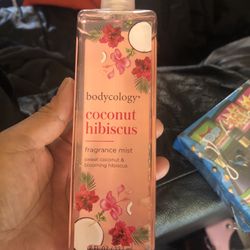 bodycology®
coconut
hibiscus
fragrance mist
sweet coconut &
blooming hibiscus